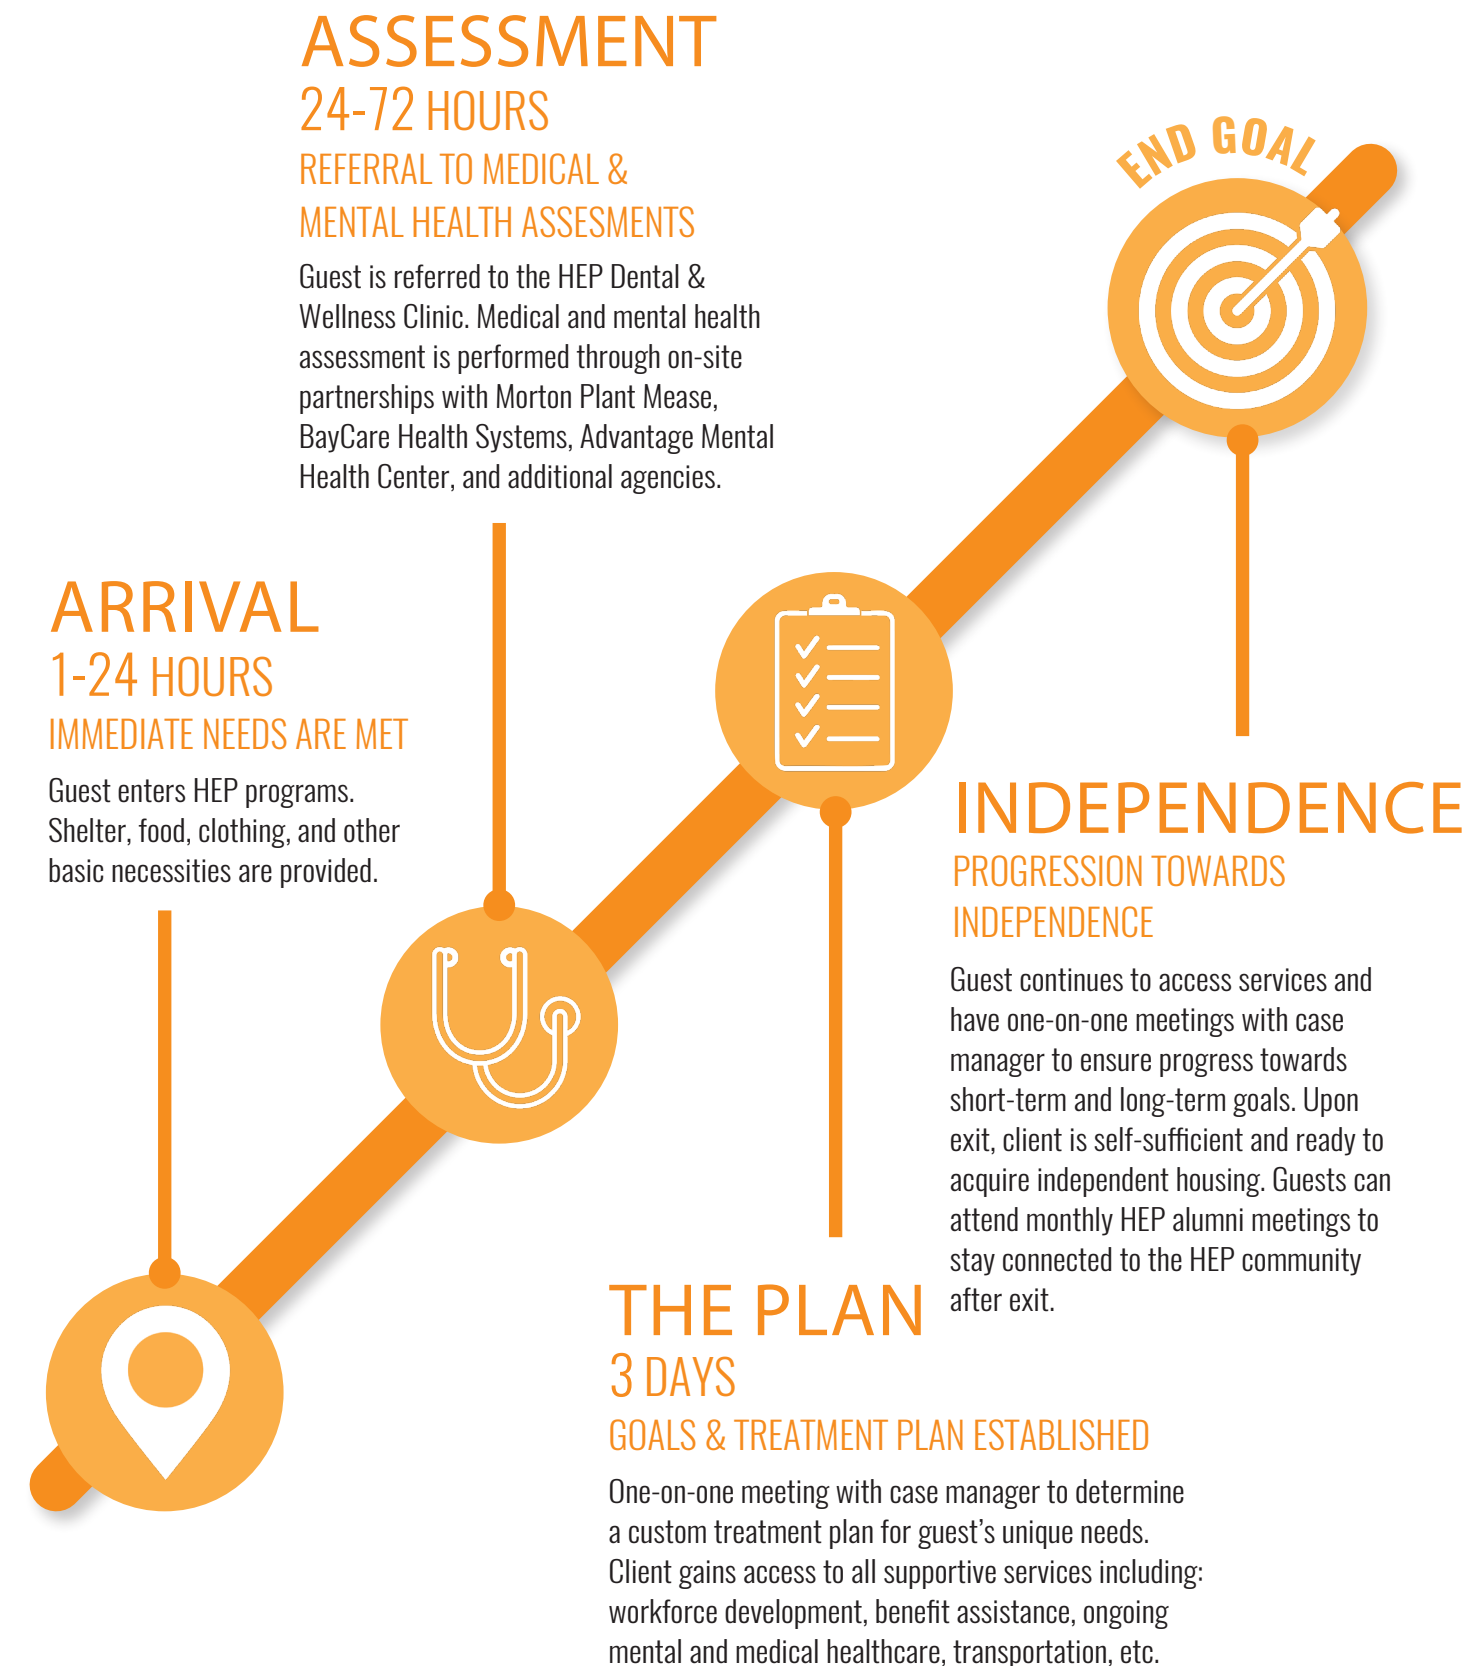 ASSESSMENT
24-72 HOURS
REFERRAL TO MEDICAL &
MENTAL HEALTH ASSESMENTS
Guest is referred to the HEP Dental &
Wellness Clinic. Medical and mental health
assessment is performed through on-site
partnerships with Morton Plant Mease,
BayCare Health Systems, Advantage Mental
Health Center, and additional agencies.
END GOAL
ARRIVAL
1-24 HOURS
IMMEDIATE NEEDS ARE MET
Guest enters HEP programs.
Shelter, food, clothing, and other
basic necessities are provided.
INDEPENDENCE
PROGRESSION TOWARDS
INDEPENDENCE
Guest continues to access services and
have one-on-one meetings with case
manager to ensure progress towards
short-term and long-term goals. Upon
exit, client is self-sufficient and ready to
acquire independent housing. Guests can
attend monthly HEP alumni meetings to
stay connected to the HEP community
after exit.
THE PLAN
3 DAYS
GOALS & TREATMENT PLAN ESTABLISHED
One-on-one meeting with case manager to determine
a custom treatment plan for guest’s unique needs.
Client gains access to all supportive services including:
workforce development, benefit assistance, ongoing
mental and medical healthcare, transportation, etc.